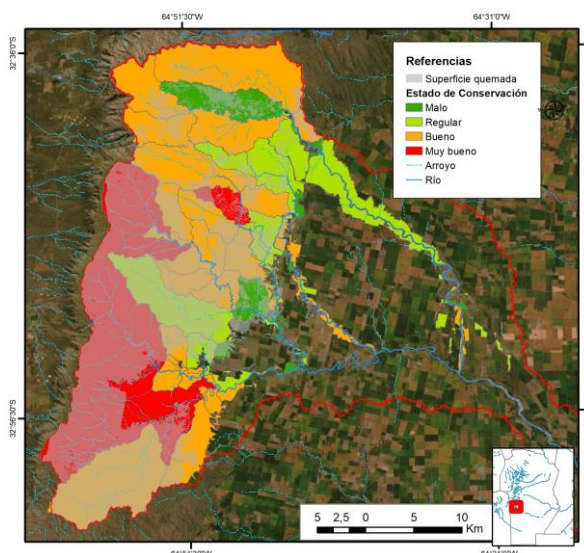 64°51'30"W
64°31'0"W
32°36'0"S
Referencias
Superficie quemada
Estado de Conservación
Malo
Regular
Bueno
Muy bueno
Arroyo
Río
32°56'30"S
5 2,5 0 5 10
Km